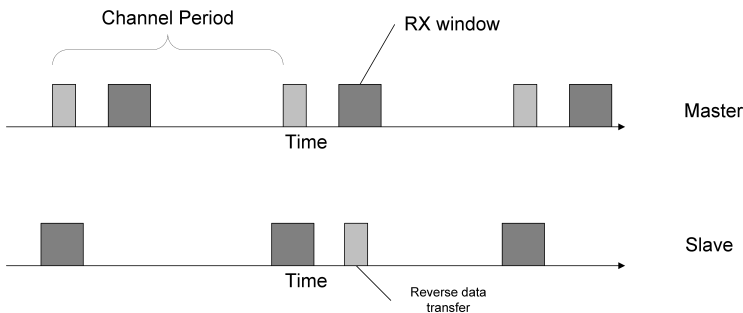 Channel Period
RX window
Master
Time
Slave
Time
Reverse data
transfer